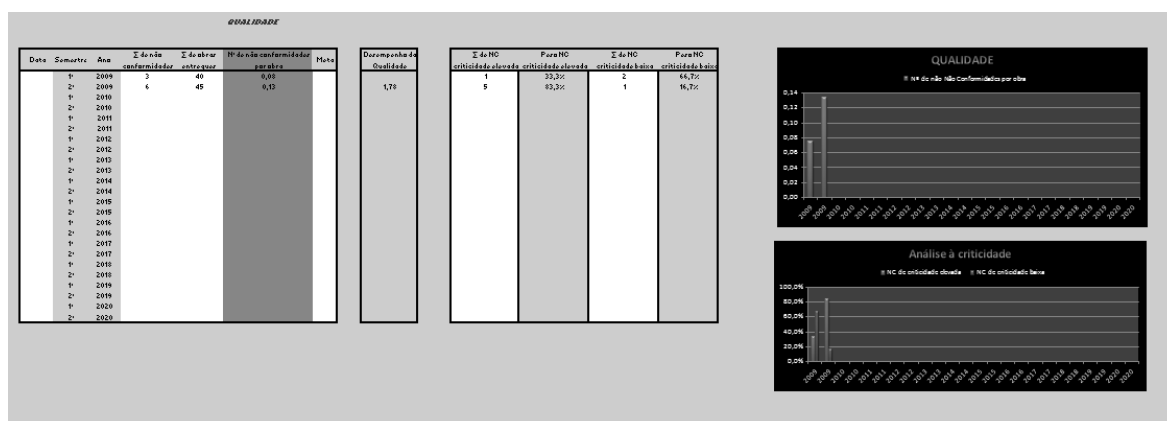 QUALIDADE
Data Semestre Ano Σ de não conformidades Σ de obras entregues Nº de não conformidades por obra Meta
Desempenho da Qualidade
Σ de NC criticidade elevada Peso NC criticidade elevada Σ de NC criticidade baixa Peso NC criticidade baixa
1º 2009 3 40 0,08 1 33,3% 2 66,7%
2º 2009 6 45 0,13 1,78 5 83,3% 1 16,7%
1º 2010
2º 2010
1º 2011
2º 2011
1º 2012
2º 2012
1º 2013
2º 2013
1º 2014
2º 2014
1º 2015
2º 2015
1º 2016
2º 2016
1º 2017
2º 2017
1º 2018
2º 2018
1º 2019
2º 2019
1º 2020
2º 2020
QUALIDADE
Nº de não Não Conformidades por obra
0,14
0,12
0,10
0,08
0,06
0,04
0,02
0,00
2009 2009 2010 2010 2011 2011 2012 2012 2013 2013 2014 2014 2015 2015 2016 2016 2017 2017 2018 2018 2019 2019 2020 2020
Análise à criticidade
NC de criticidade elevada NC de criticidade baixa
100,0%
80,0%
60,0%
40,0%
20,0%
0,0%
2009 2009 2010 2010 2011 2011 2012 2012 2013 2013 2014 2014 2015 2015 2016 2016 2017 2017 2018 2018 2019 2019 2020 2020